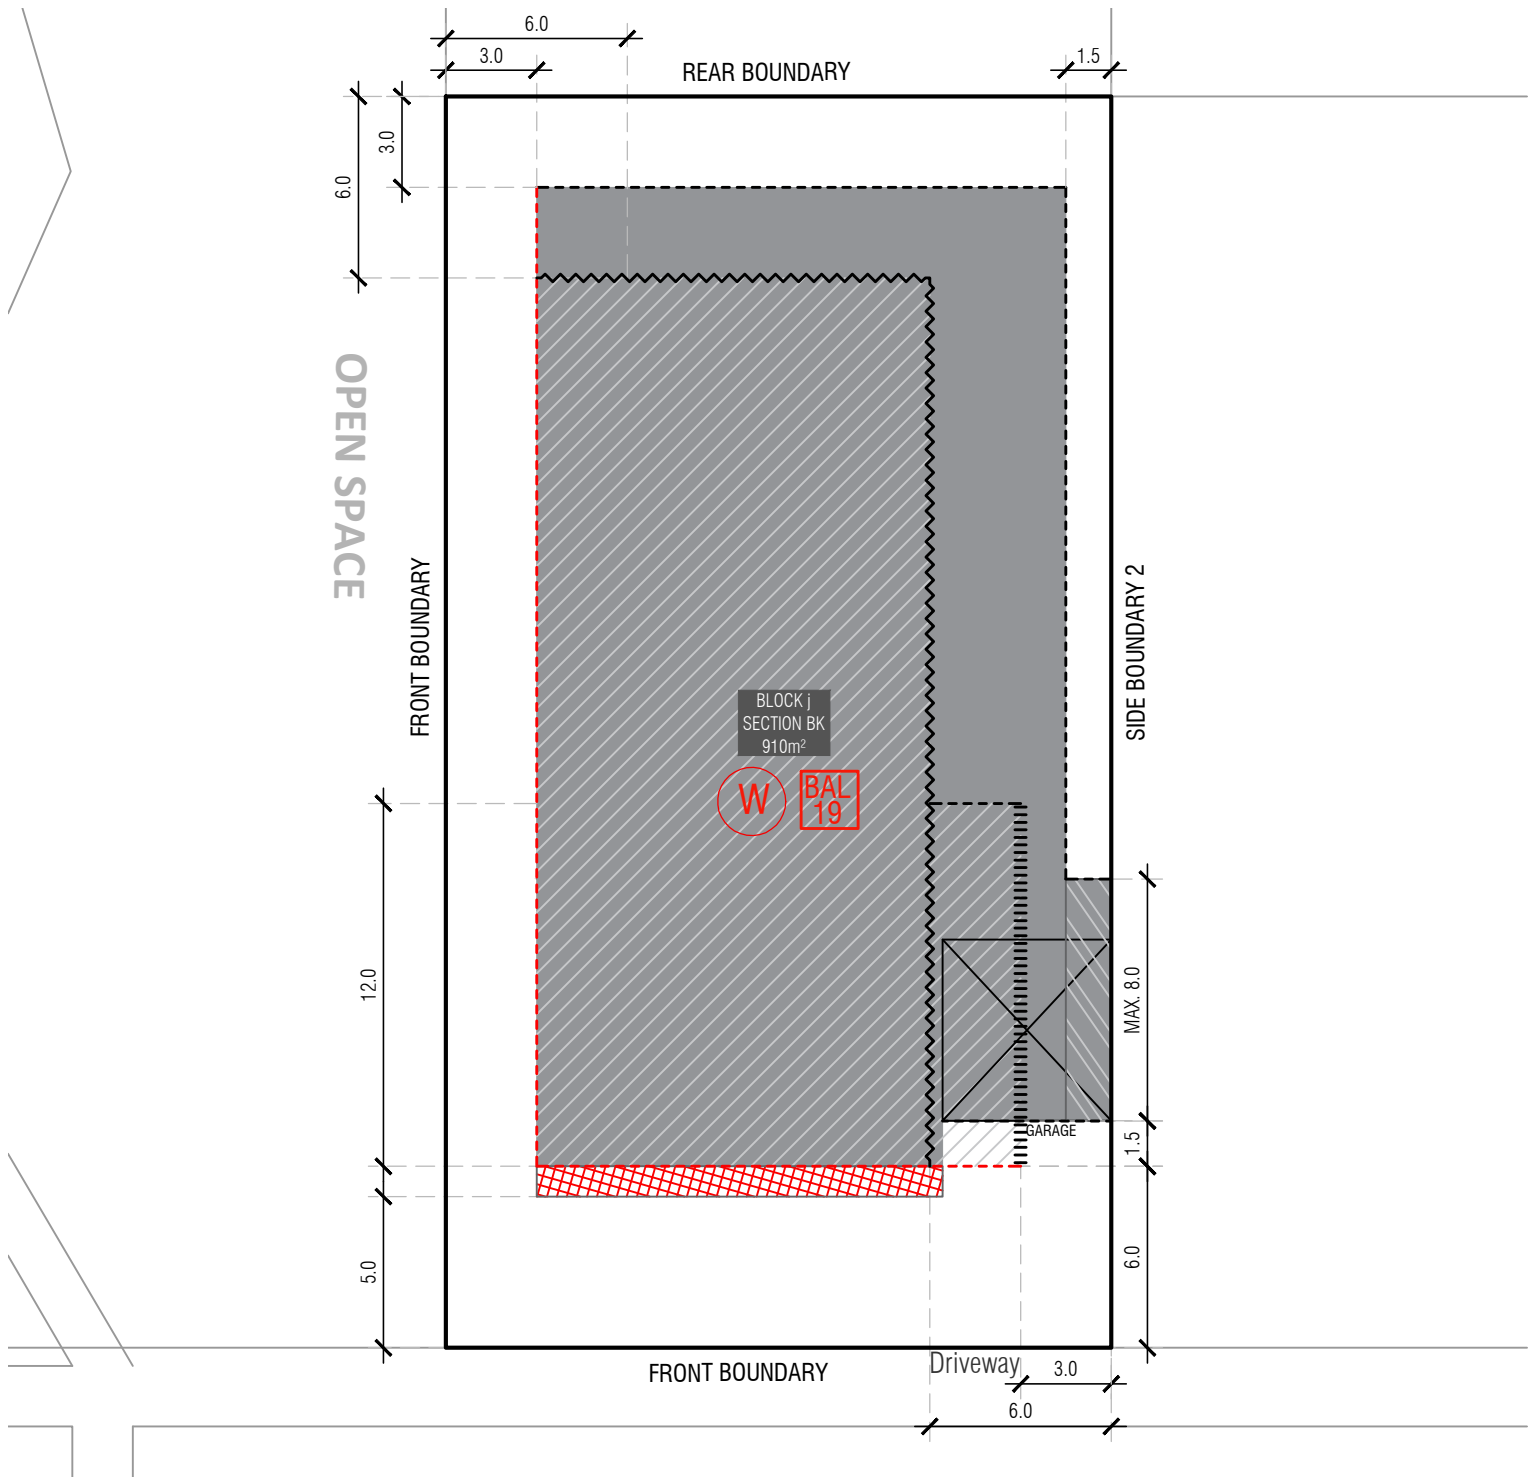 6.0
3.0
1.5
REAR BOUNDARY
3.0
6.0
OPEN SPACE
FRONT BOUNDARY
SIDE BOUNDARY 2
BLOCK j
SECTION BK
910m²
W
BAL
19
12.0
MAX. 8.0
GARAGE
1.5
5.0
6.0
FRONT BOUNDARY
Driveway
3.0
6.0